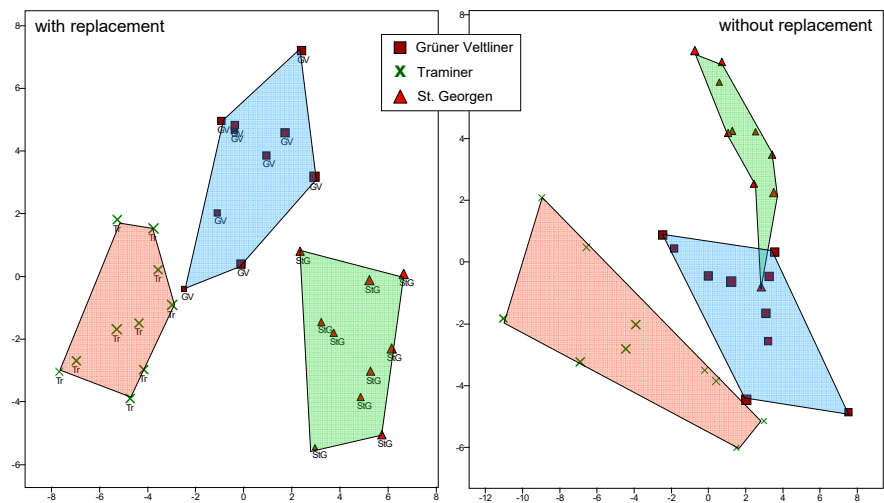 with replacement
without replacement
Grüner Veltliner
Traminer
St. Georgen
8
6
4
2
0
-2
-4
-6
-8
-6
-4
-2
0
2
4
6
8
GV
GV
GV
GV
GV
GV
GV
GV
GV
GV
Tr
Tr
Tr
Tr
Tr
Tr
Tr
Tr
Tr
Tr
StG
StG
StG
StG
StG
StG
StG
StG
StG
StG
8
4
2
0
-2
-4
-6
-12
-10
-8
-6
-4
-2
0
2
4
6
8